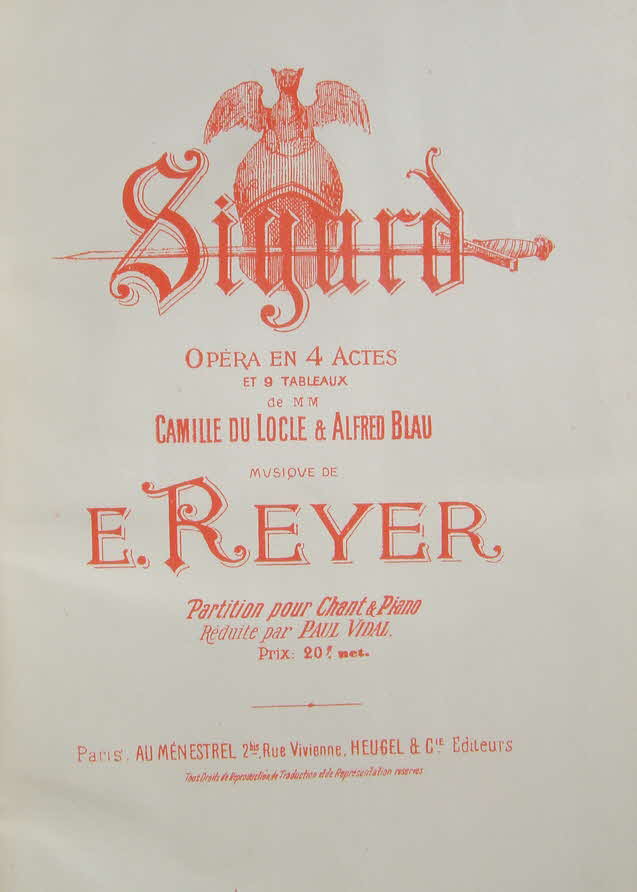 Sigurd
OPÉRA EN 4 ACTES
ET 9 TABLEAUX
de MM
CAMILLE DU LOCLE & ALFRED BLAU
MVSIQVE DE
E. REYER
Partition pour Chant & Piano
Réduite par PAUL VIDAL.
Prix: 20f net.
Paris, AU MÉNESTREL 2bis, Rue Vivienne, HEUGEL & Cie Editeurs
Tous Droits de Reproduction, de Traduction et de Représentation réservés